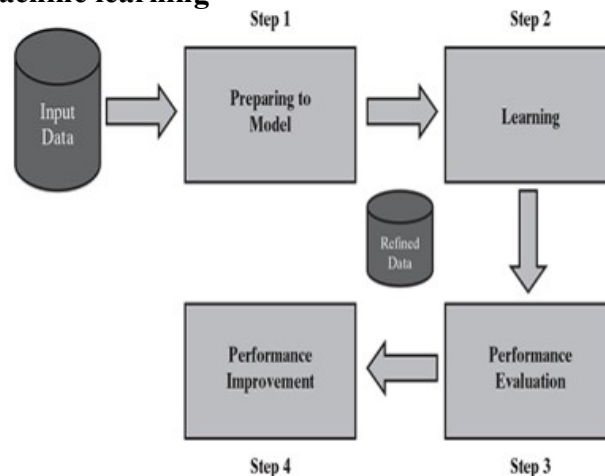 Step 1
Step 2
Input
Data
Preparing to
Model
Learning
Refined
Data
Performance
Improvement
Performance
Evaluation
Step 4
Step 3